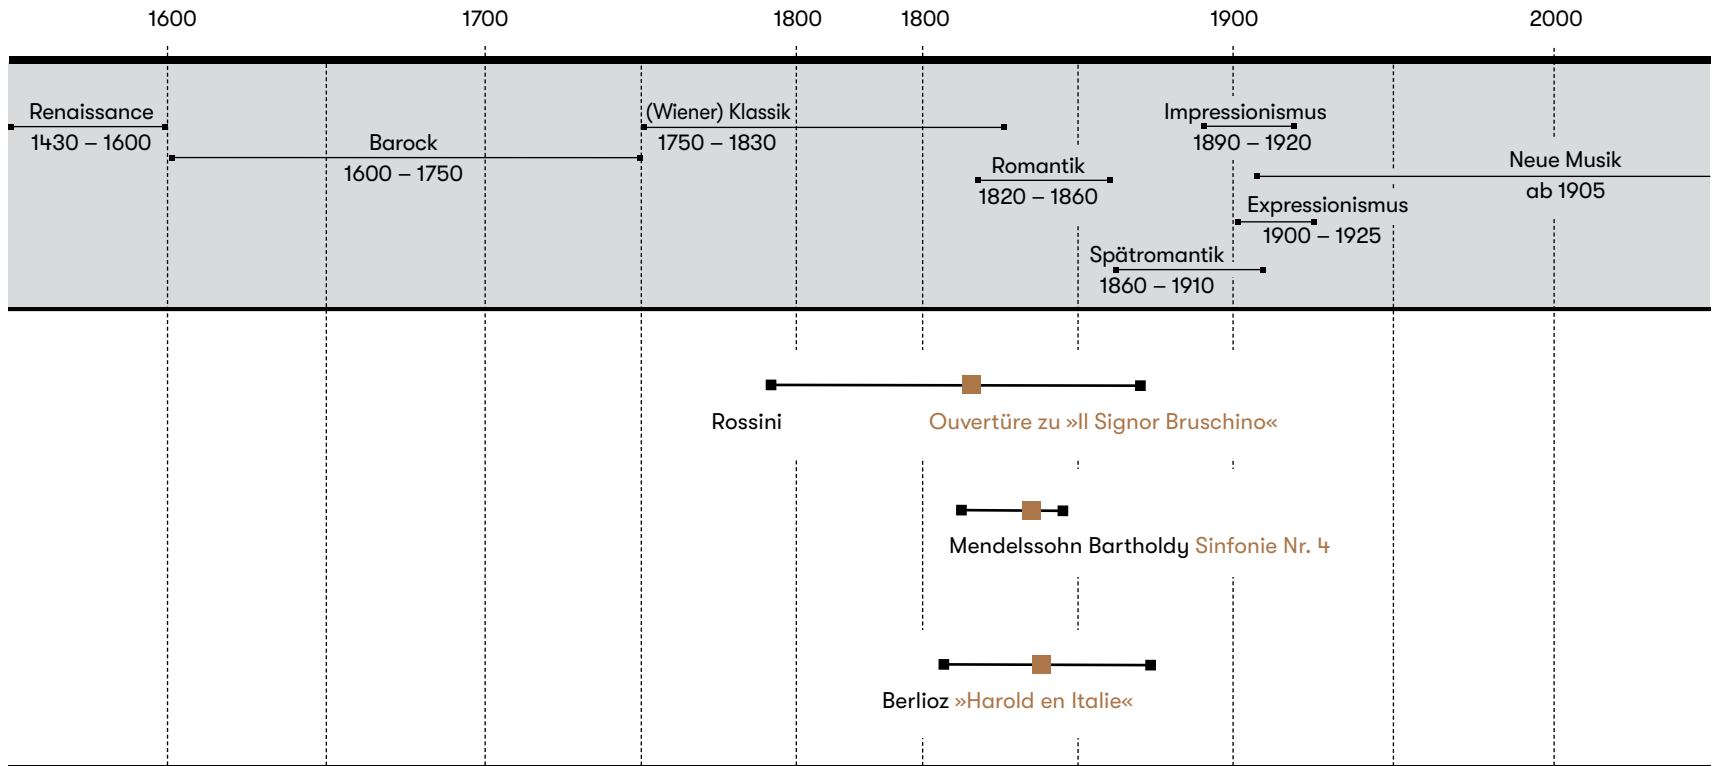 1600 1700 1800 1800 1900 2000
Renaissance
1430 – 1600
Barock
1600 – 1750
(Wiener) Klassik
1750 – 1830
Romantik
1820 – 1860
Spätromantik
1860 – 1910
Impressionismus
1890 – 1920
Expressionismus
1900 – 1925
Neue Musik
ab 1905
Rossini Ouvertüre zu »Il Signor Bruschino«
Mendelssohn Bartholdy Sinfonie Nr. 4
Berlioz »Harold en Italie«